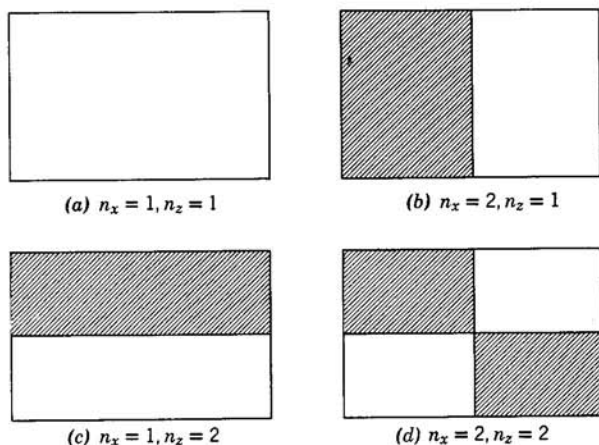 (a) n_x = 1, n_z = 1
(b) n_x = 2, n_z = 1
(c) n_x = 1, n_z = 2
(d) n_x = 2, n_z = 2